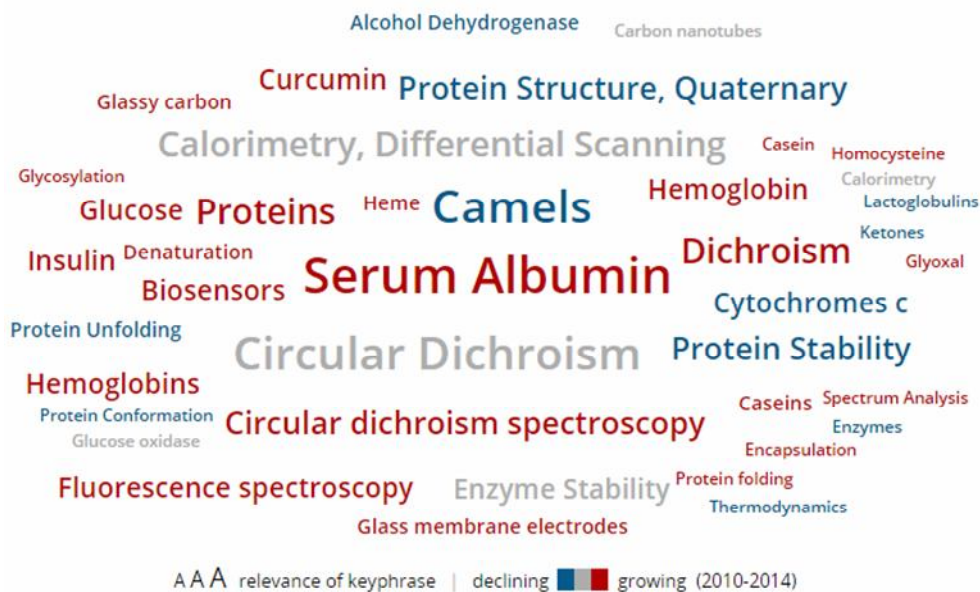 Alcohol Dehydrogenase
Carbon nanotubes
Curcumin
Protein Structure, Quaternary
Glassy carbon
Calorimetry, Differential Scanning
Casein
Homocysteine
Glycosylation
Calorimetry
Glucose
Proteins
Heme
Camels
Hemoglobin
Lactoglobulins
Ketones
Insulin
Denaturation
Dichroism
Glyoxal
Biosensors
Serum Albumin
Cytochromes c
Protein Unfolding
Circular Dichroism
Protein Stability
Hemoglobins
Protein Conformation
Circular dichroism spectroscopy
Caseins
Spectrum Analysis
Enzymes
Glucose oxidase
Encapsulation
Fluorescence spectroscopy
Enzyme Stability
Protein folding
Thermodynamics
Glass membrane electrodes
A A A relevance of keyphrase | declining growing (2010-2014)